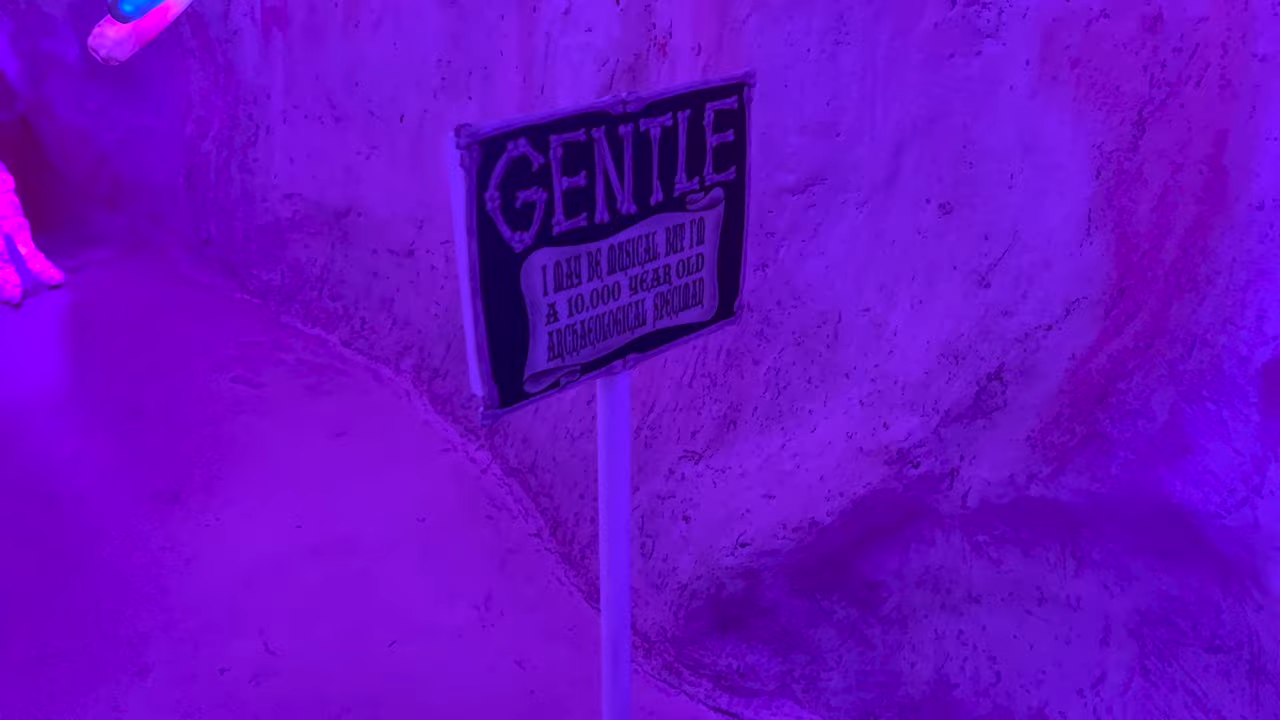 GENTLE
I MAY BE MUSICAL, BUT I'M
A 10,000 YEAR OLD
ARCHAEOLOGICAL SPECIMAN